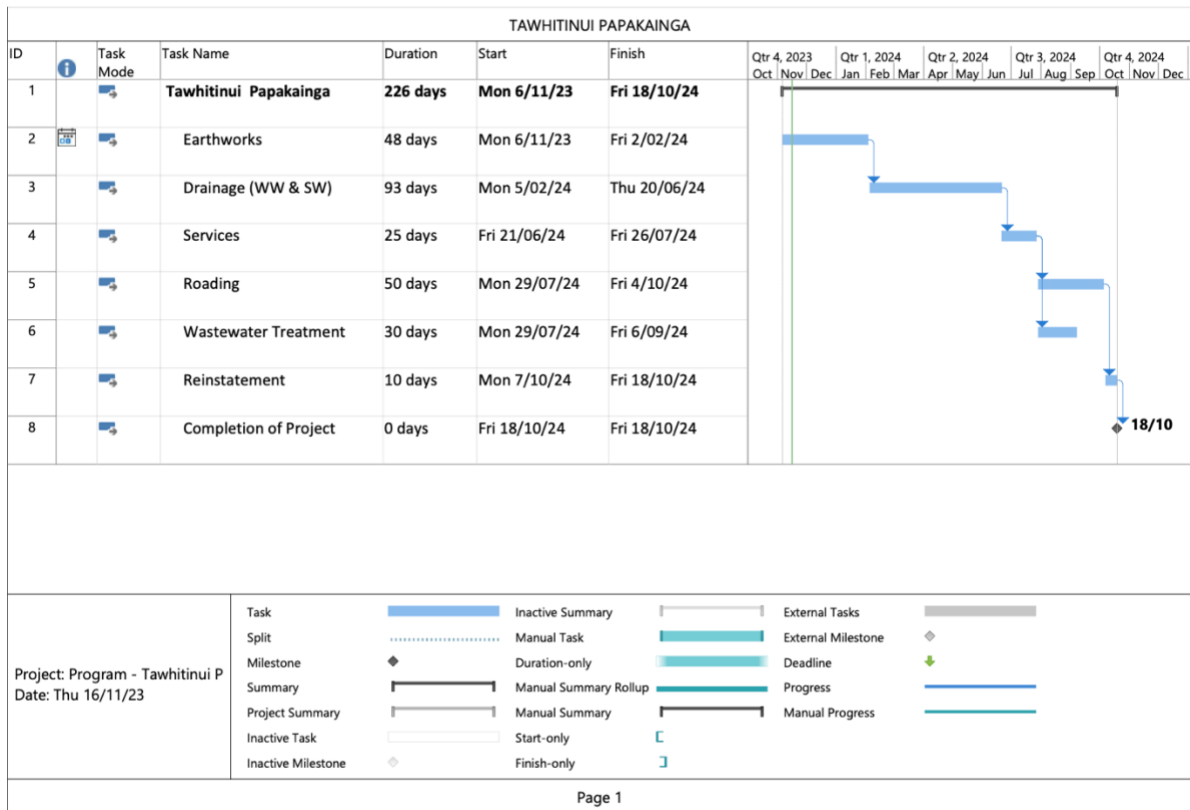 TAWHITINUI PAPAKAINGA
ID Task Mode Task Name Duration Start Finish
Qtr 4, 2023 Qtr 1, 2024 Qtr 2, 2024 Qtr 3, 2024 Qtr 4, 2024
Oct Nov Dec Jan Feb Mar Apr May Jun Jul Aug Sep Oct Nov Dec
1 Tawhitinui Papakainga 226 days Mon 6/11/23 Fri 18/10/24
2 Earthworks 48 days Mon 6/11/23 Fri 2/02/24
3 Drainage (WW & SW) 93 days Mon 5/02/24 Thu 20/06/24
4 Services 25 days Fri 21/06/24 Fri 26/07/24
5 Roading 50 days Mon 29/07/24 Fri 4/10/24
6 Wastewater Treatment 30 days Mon 29/07/24 Fri 6/09/24
7 Reinstatement 10 days Mon 7/10/24 Fri 18/10/24
8 Completion of Project 0 days Fri 18/10/24 Fri 18/10/24 18/10
Project: Program - Tawhitinui P
Date: Thu 16/11/23
Task Inactive Summary External Tasks
Split Manual Task External Milestone
Milestone Duration-only Deadline
Summary Manual Summary Rollup Progress
Project Summary Manual Summary Manual Progress
Inactive Task Start-only
Inactive Milestone Finish-only
Page 1